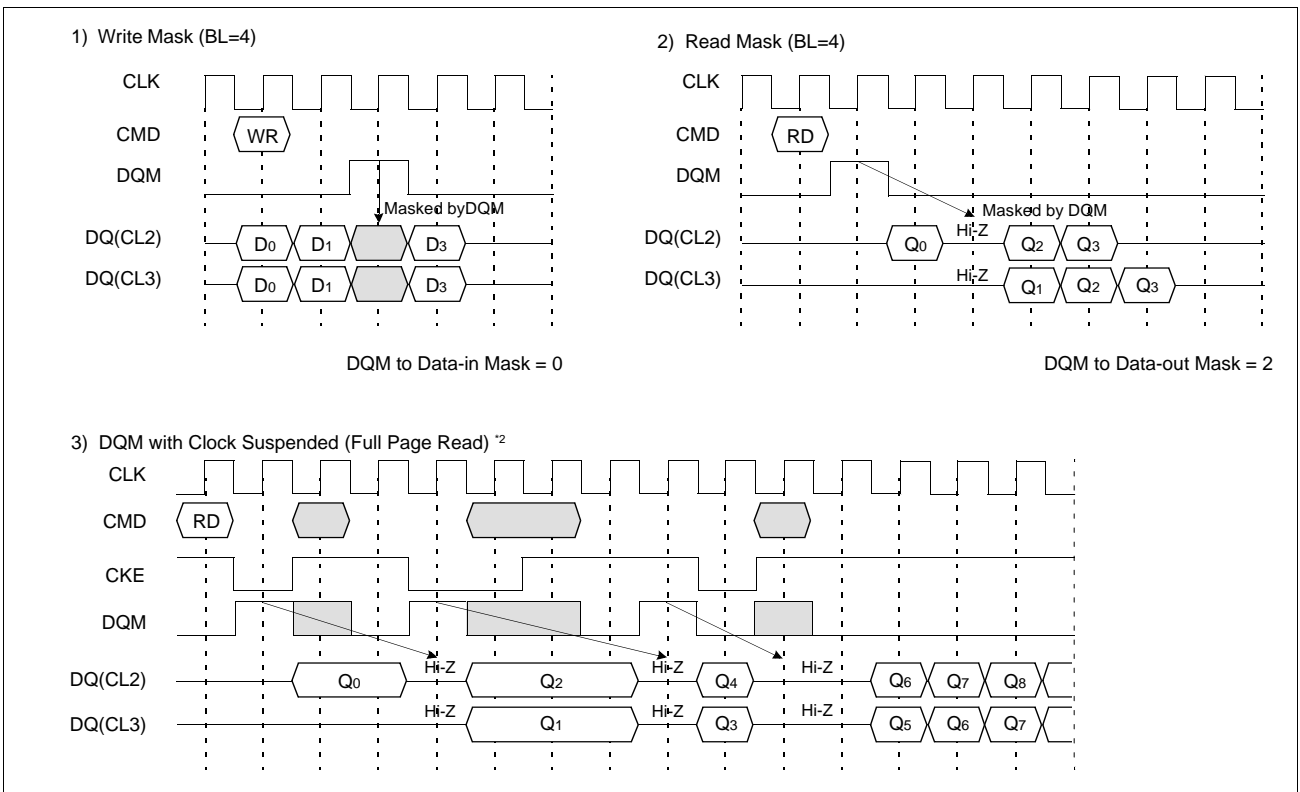 1) Write Mask (BL=4)
CLK
CMD
WR
DQM
Masked byDQM
DQ(CL2)
D0 D1 D3
DQ(CL3)
D0 D1 D3
DQM to Data-in Mask = 0
2) Read Mask (BL=4)
CLK
CMD
RD
DQM
Masked by DQM
DQ(CL2)
Q0 Hi-Z Q2 Q3
DQ(CL3)
Hi-Z Q1 Q2 Q3
DQM to Data-out Mask = 2
3) DQM with Clock Suspended (Full Page Read) *2
CLK
CMD
RD
CKE
DQM
DQ(CL2)
Q0 Hi-Z Q2 Hi-Z Q4 Hi-Z Q6 Q7 Q8
DQ(CL3)
Hi-Z Q1 Hi-Z Q3 Hi-Z Q5 Q6 Q7